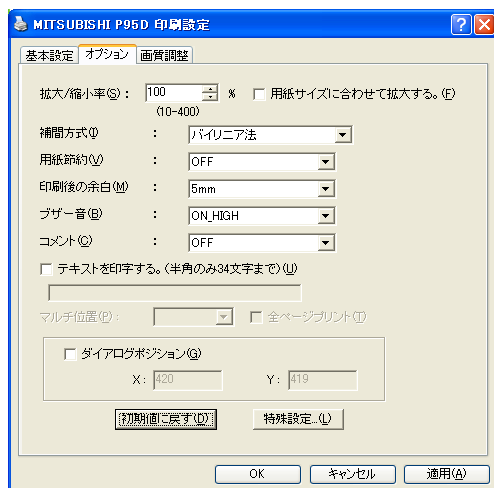 MITSUBISHI P95D 印刷設定
基本設定 オプション 画質調整
拡大/縮小率(S): 100 % 用紙サイズに合わせて拡大する。(F)
(10-400)
補間方式(I) : バイリニア法
用紙節約(V) : OFF
印刷後の余白(M) : 5mm
ブザー音(B) : ON_HIGH
コメント(C) : OFF
テキストを印字する。(半角のみ34文字まで)(U)
マルチ位置(P): 全ページプリント(T)
ダイアログポジション(G)
X: 420 Y: 419
初期値に戻す(D) 特殊設定...(L)
OK キャンセル 適用(A)